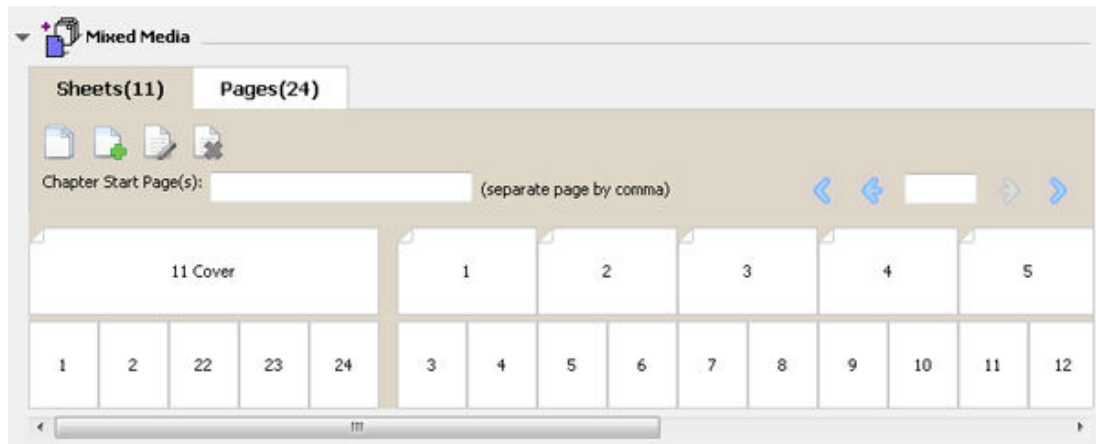 Mixed Media
Sheets(11) Pages(24)
Chapter Start Page(s): (separate page by comma)
11 Cover 1 2 3 4 5
1 2 22 23 24 3 4 5 6 7 8 9 10 11 12